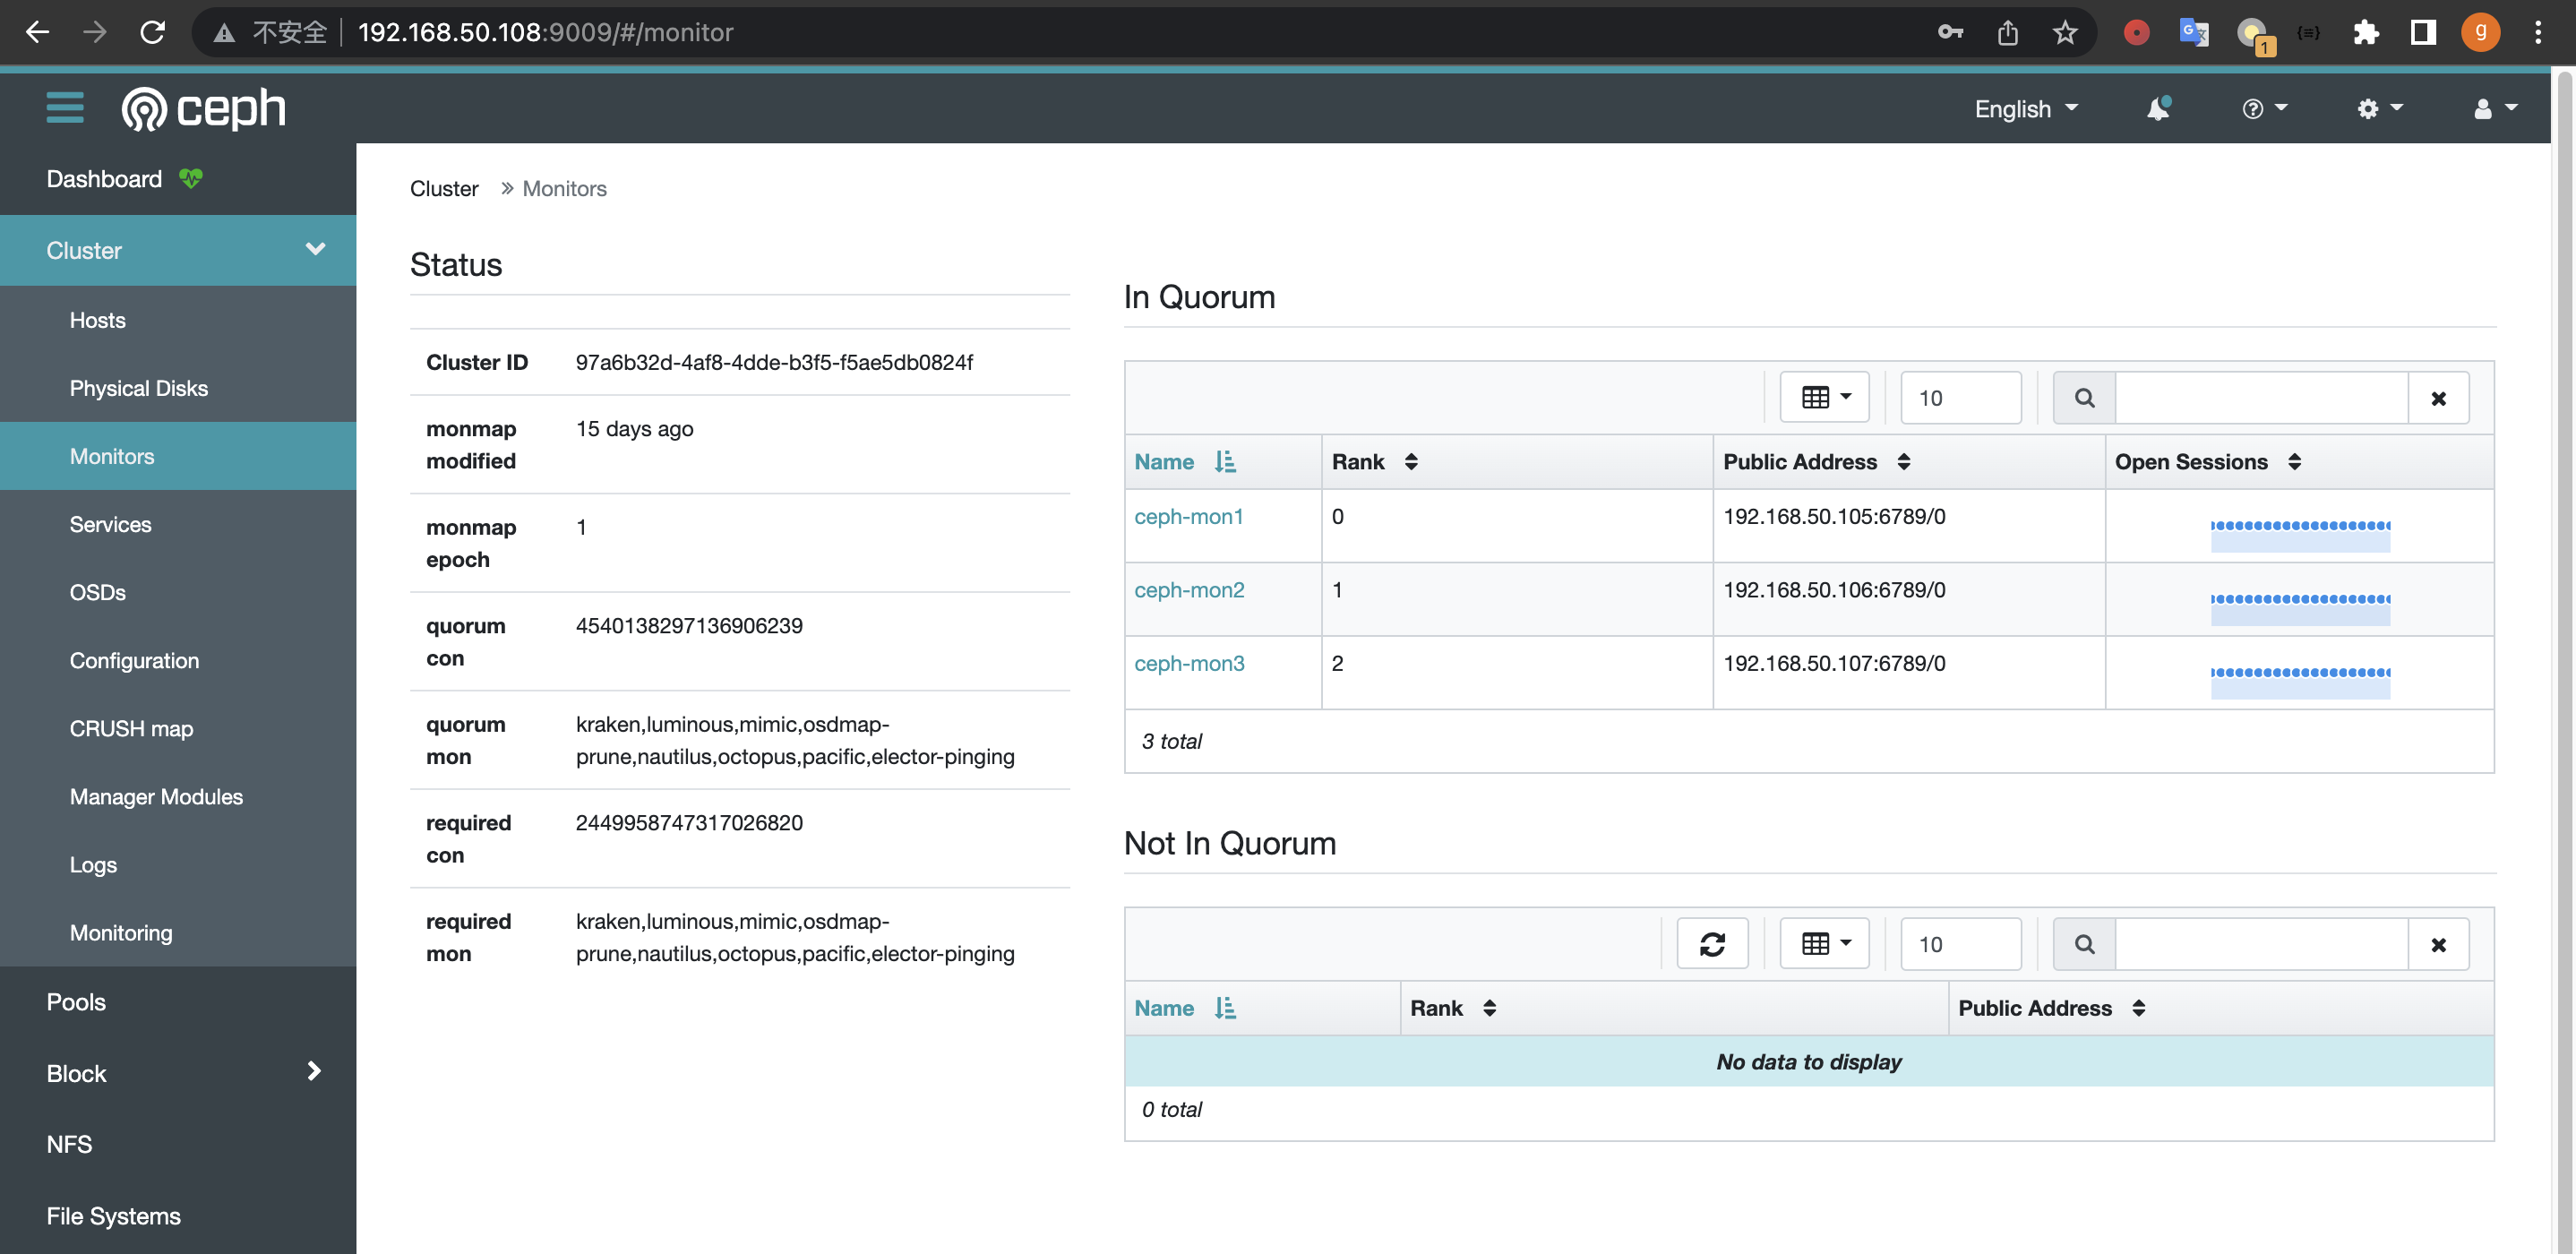 不安全 192.168.50.108:9009/#/monitor
1
g
ceph
English
Dashboard
Cluster
Hosts
Physical Disks
Monitors
Services
OSDs
Configuration
CRUSH map
Manager Modules
Logs
Monitoring
Pools
Block
NFS
File Systems
Cluster » Monitors
Status
Cluster ID 97a6b32d-4af8-4dde-b3f5-f5ae5db0824f
monmap modified 15 days ago
monmap epoch 1
quorum con 4540138297136906239
quorum mon kraken,luminous,mimic,osdmap-
prune,nautilus,octopus,pacific,elector-pinging
required con 2449958747317026820
required mon kraken,luminous,mimic,osdmap-
prune,nautilus,octopus,pacific,elector-pinging
In Quorum
10
Name Rank Public Address Open Sessions
ceph-mon1 0 192.168.50.105:6789/0
ceph-mon2 1 192.168.50.106:6789/0
ceph-mon3 2 192.168.50.107:6789/0
3 total
Not In Quorum
10
Name Rank Public Address
No data to display
0 total